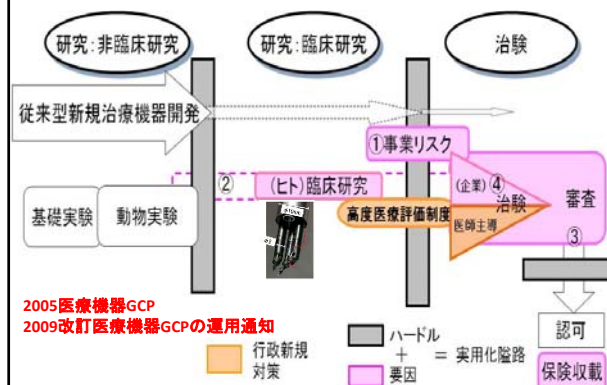 研究:非臨床研究
研究:臨床研究
治験
従来型新規治療機器開発
①事業リスク
②
(ヒト)臨床研究
(企業)④
治験
審査
基礎実験
動物実験
高度医療評価制度
医師主導
③
2005医療機器GCP
2009改訂医療機器GCPの運用通知
行政新規
対策
ハードル
+
要因
= 実用化隘路
認可
保険収載